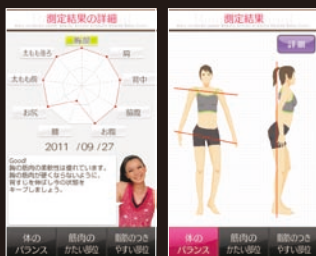 測定結果の詳細
胸部
肩
背中
脇腹
お腹
膝
お尻
太もも前
太もも後ろ
2011 /09/27
Good!
胸の筋肉の柔軟性は優れています。
胸の筋肉が硬くならないように、
背すじを伸ばし今の状態を
キープしましょう。
体の
バランス
筋肉の
かたい部位
脂肪のつき
やすい部位
測定結果
詳細
体の
バランス
筋肉の
かたい部位
脂肪のつき
やすい部位